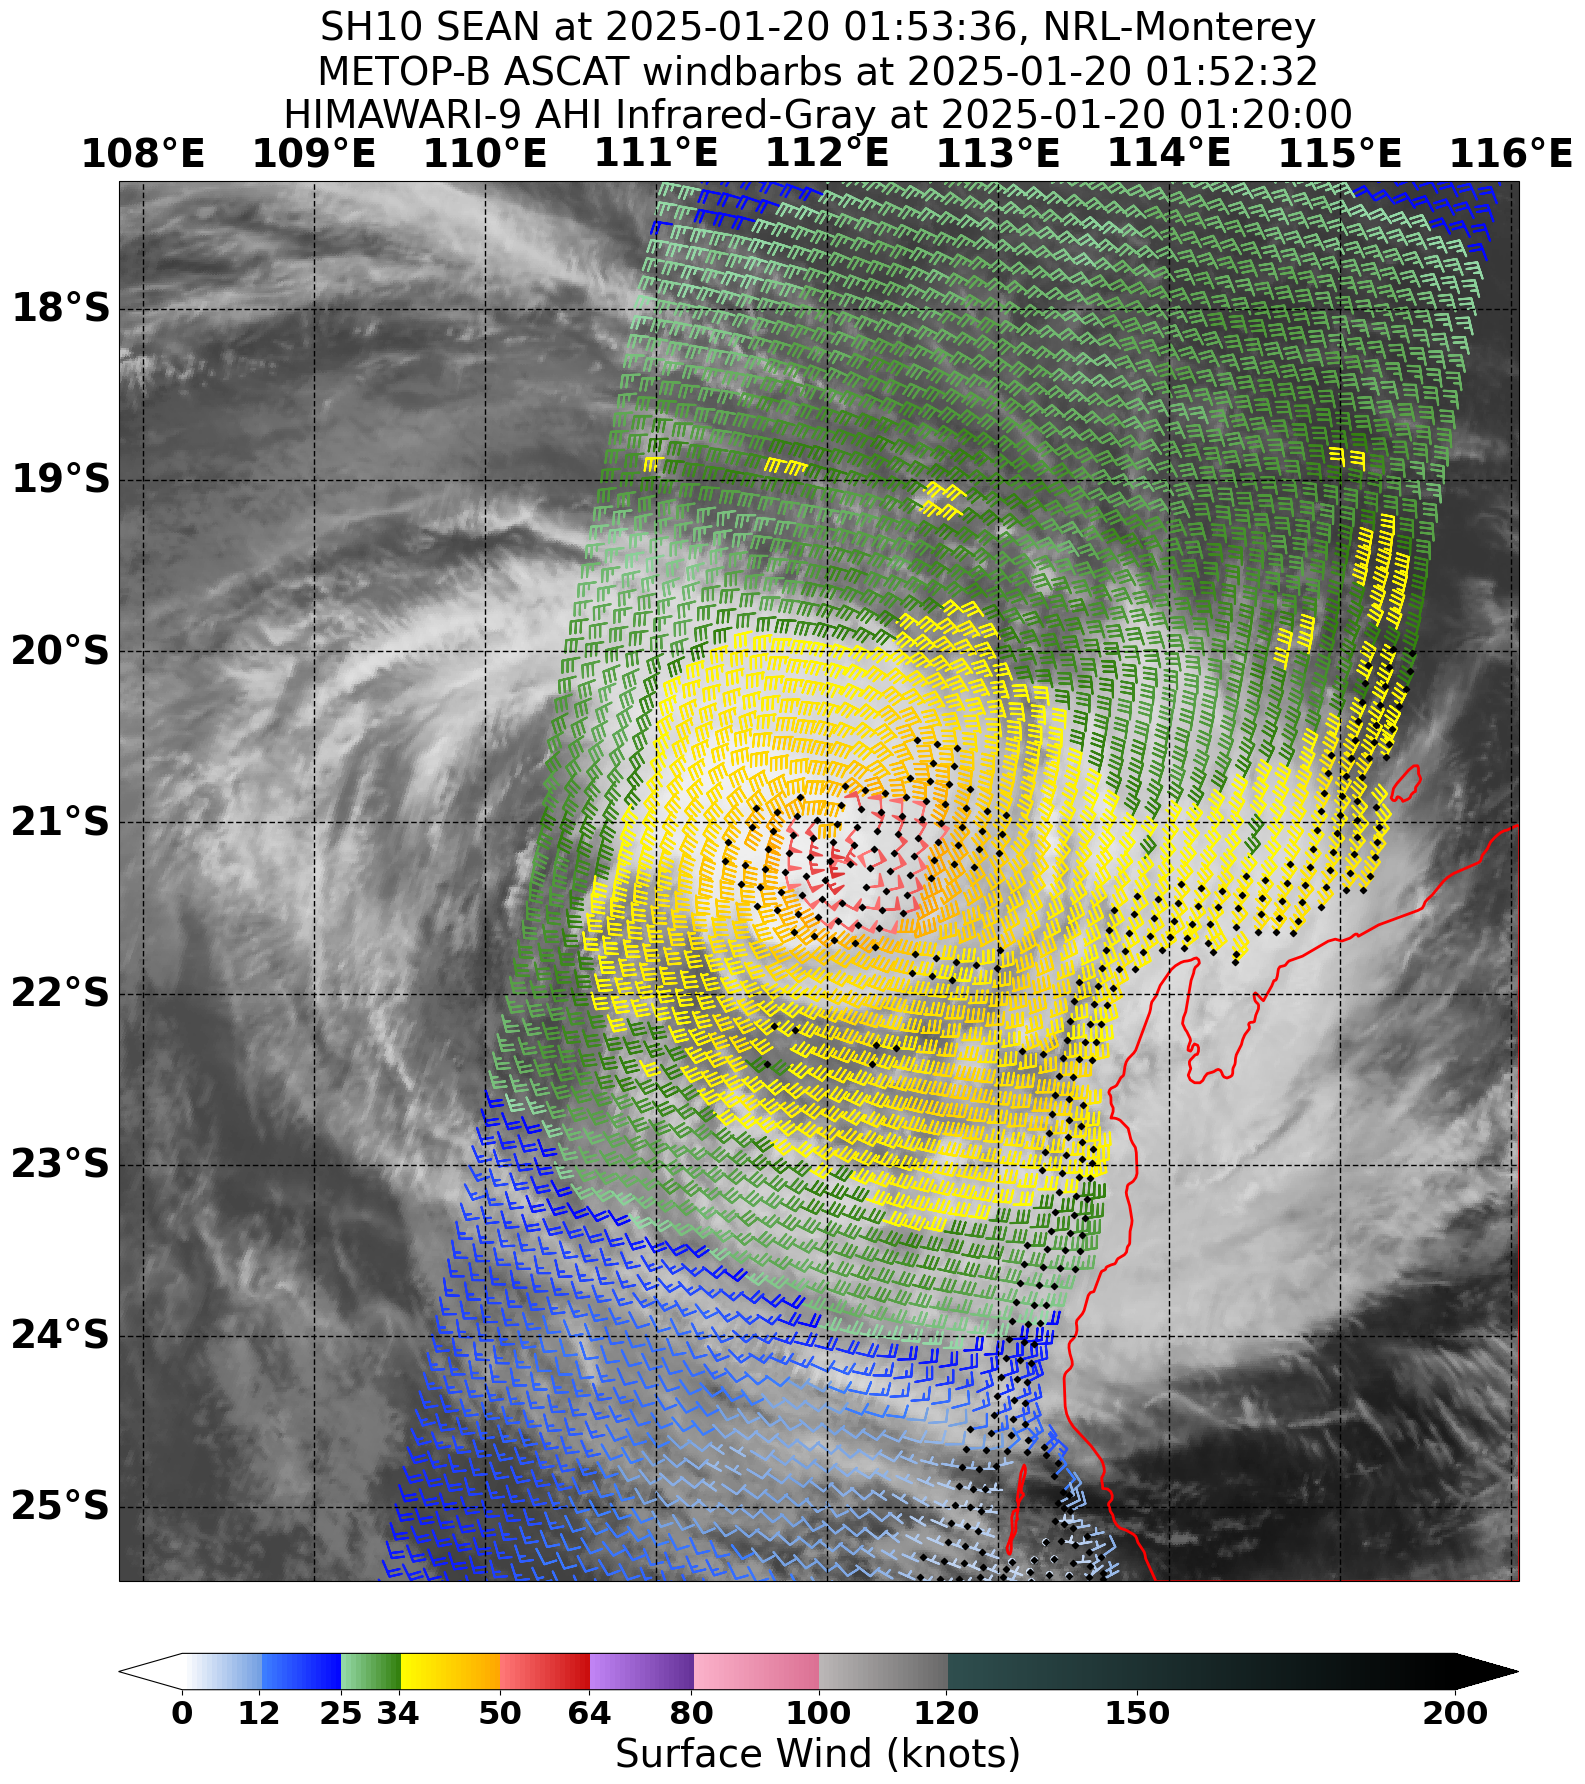 SH10 SEAN at 2025-01-20 01:53:36, NRL-Monterey
METOP-B ASCAT windbarbs at 2025-01-20 01:52:32
HIMAWARI-9 AHI Infrared-Gray at 2025-01-20 01:20:00
108°E 109°E 110°E 111°E 112°E 113°E 114°E 115°E 116°E
18°S
19°S
20°S
21°S
22°S
23°S
24°S
25°S
0 12 25 34 50 64 80 100 120 150 200
Surface Wind (knots)